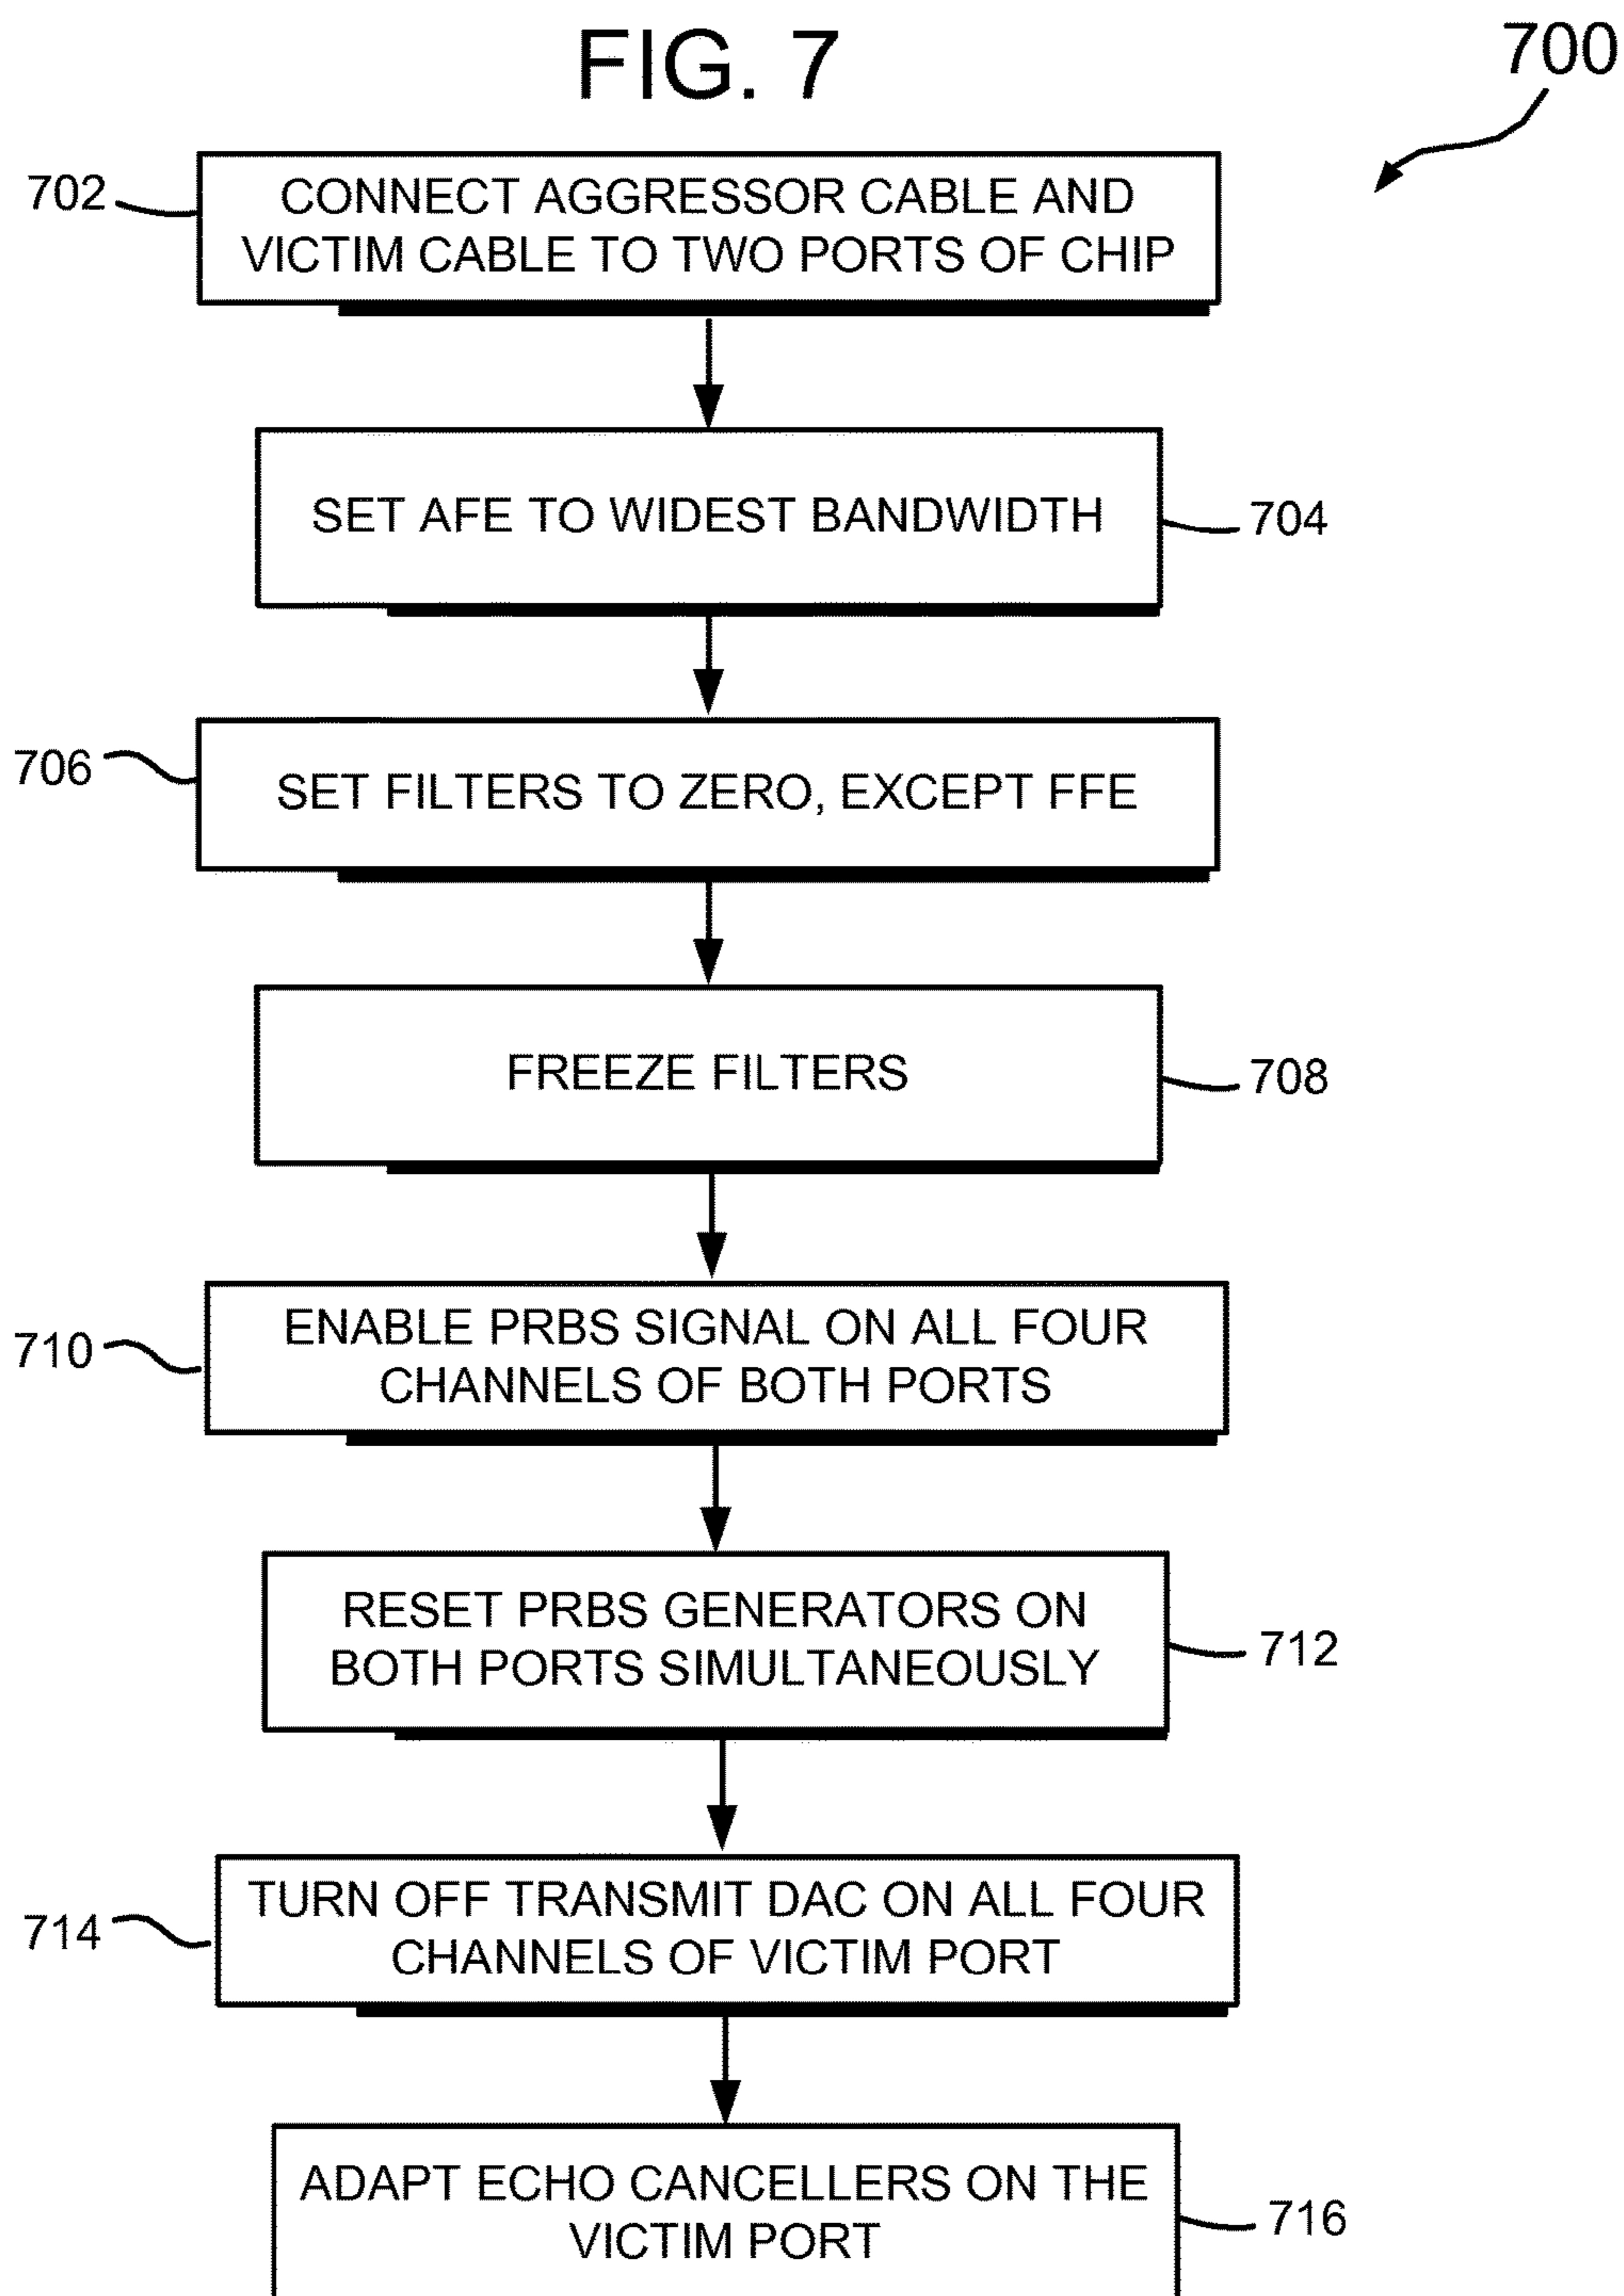 FIG. 7
700
702
CONNECT AGGRESSOR CABLE AND
VICTIM CABLE TO TWO PORTS OF CHIP
SET AFE TO WIDEST BANDWIDTH
704
706
SET FILTERS TO ZERO, EXCEPT FFE
FREEZE FILTERS
708
710
ENABLE PRBS SIGNAL ON ALL FOUR
CHANNELS OF BOTH PORTS
RESET PRBS GENERATORS ON
BOTH PORTS SIMULTANEOUSLY
712
714
TURN OFF TRANSMIT DAC ON ALL FOUR
CHANNELS OF VICTIM PORT
ADAPT ECHO CANCELLERS ON THE
VICTIM PORT
716